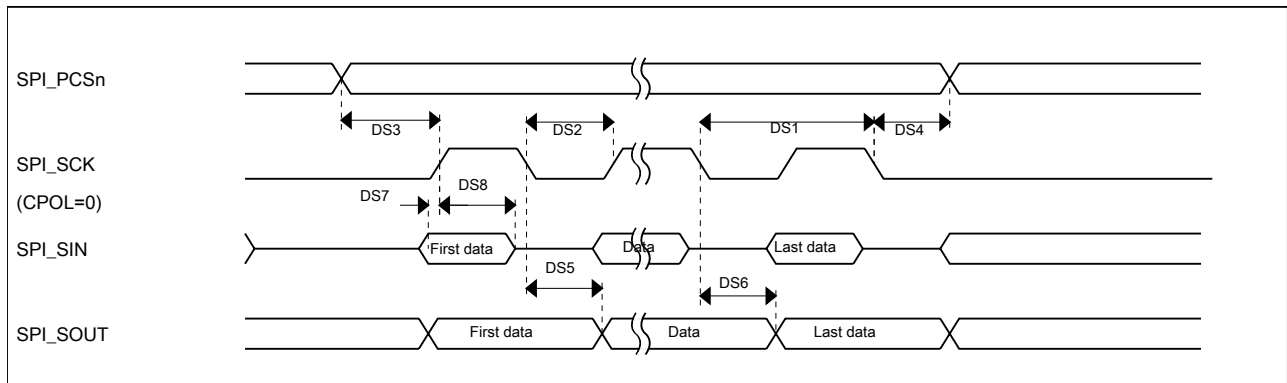 SPI_PCSn
DS3
DS2
DS1
DS4
SPI_SCK
(CPOL=0)
DS7
DS8
SPI_SIN
First data
Data
Last data
DS5
DS6
SPI_SOUT
First data
Data
Last data